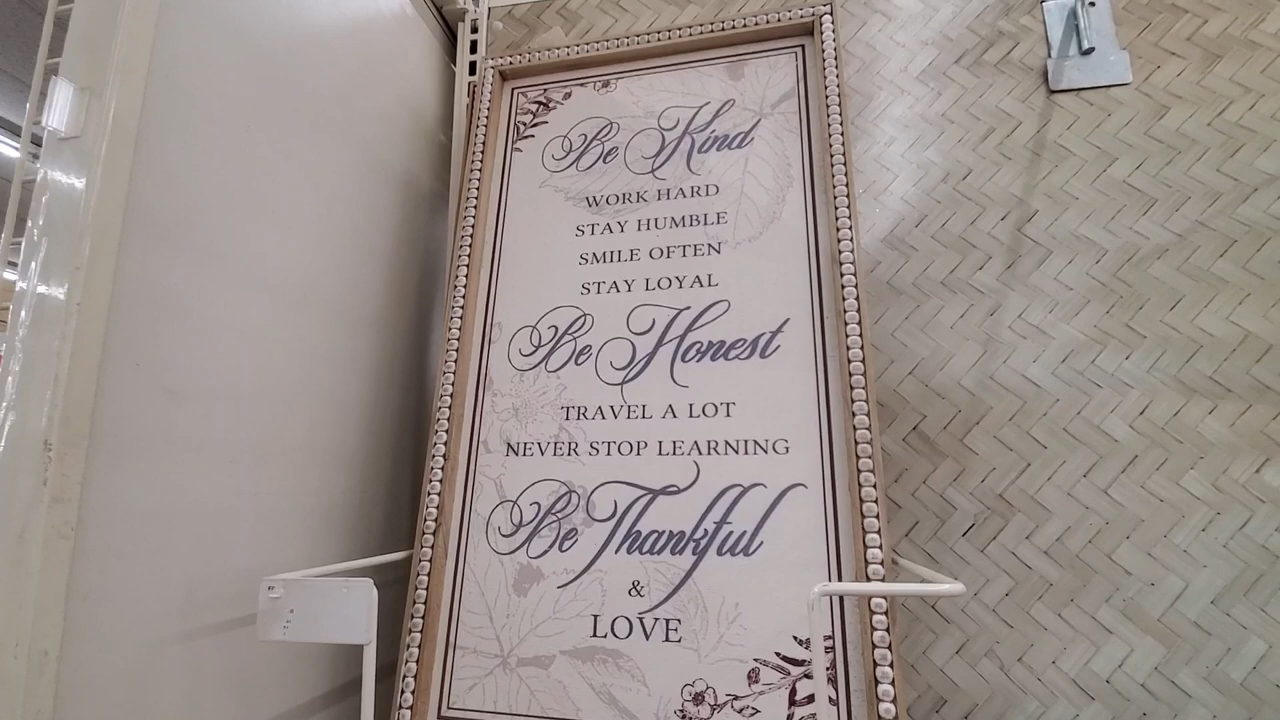 Be Kind
WORK HARD
STAY HUMBLE
SMILE OFTEN
STAY LOYAL
Be Honest
TRAVEL A LOT
NEVER STOP LEARNING
Be Thankful
&
LOVE